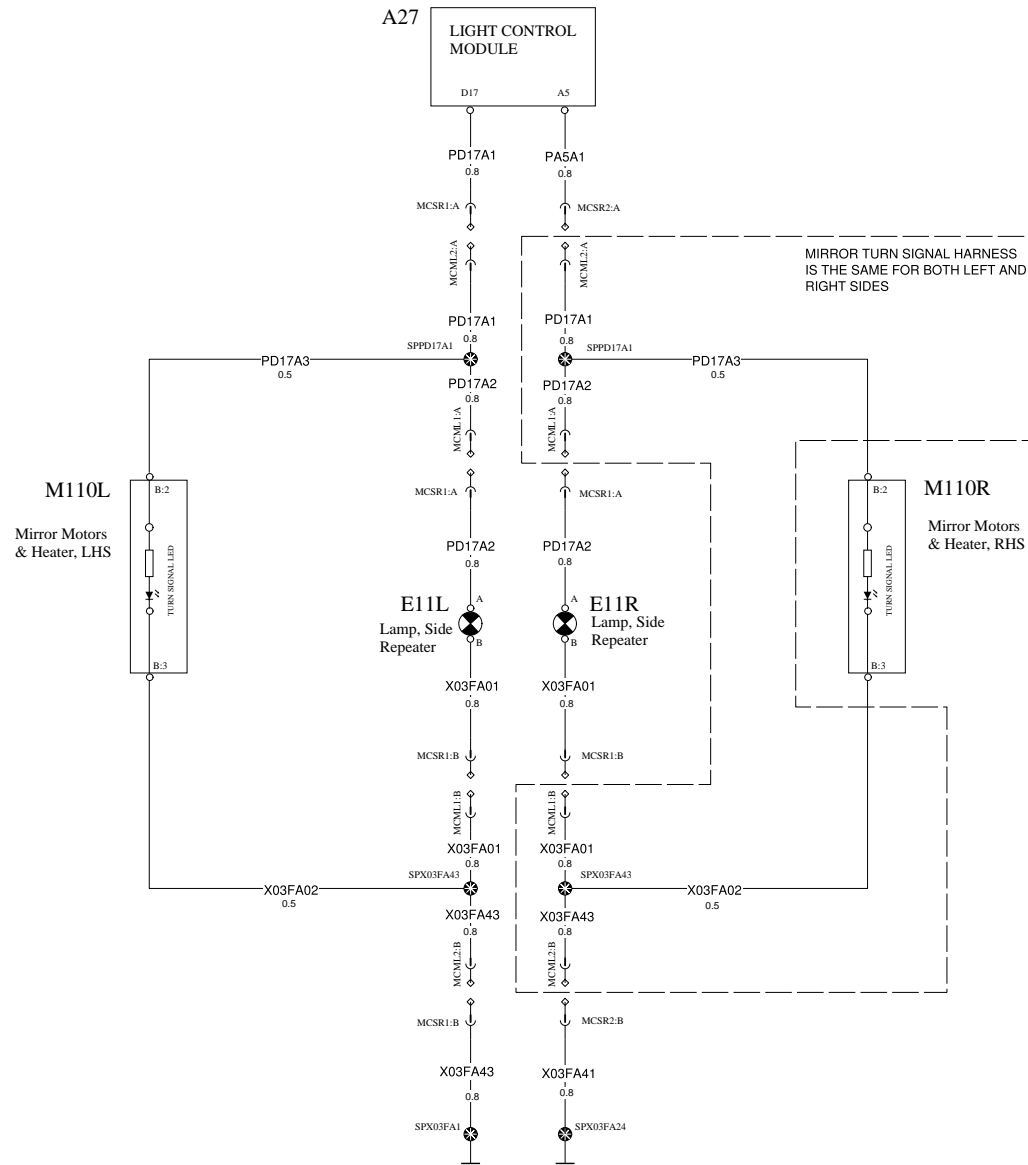 A27
LIGHT CONTROL
MODULE
D17
A5
PD17A1
0.8
PA5A1
0.8
MCSR1:A
MCSR2:A
MCML2:A
MCML2:A
MIRROR TURN SIGNAL HARNESS
IS THE SAME FOR BOTH LEFT AND
RIGHT SIDES
PD17A1
0.8
PD17A1
0.8
SPPD17A1
SPPD17A1
PD17A3
0.5
PD17A3
0.5
PD17A2
0.8
PD17A2
0.8
MCML1:A
MCML1:A
MCSR1:A
MCSR1:A
M110L
Mirror Motors
& Heater, LHS
B:2
TURN SIGNAL LED
B:3
M110R
Mirror Motors
& Heater, RHS
B:2
TURN SIGNAL LED
B:3
PD17A2
0.8
PD17A2
0.8
E11L
Lamp, Side
Repeater
A
B
E11R
Lamp, Side
Repeater
A
B
X03FA01
0.8
X03FA01
0.8
MCSR1:B
MCSR1:B
MCML1:B
MCML1:B
X03FA01
0.8
X03FA01
0.8
SPX03FA43
SPX03FA43
X03FA02
0.5
X03FA02
0.5
X03FA43
0.8
X03FA43
0.8
MCML2:B
MCML2:B
MCSR1:B
MCSR2:B
X03FA43
0.8
X03FA41
0.8
SPX03FA1
SPX03FA24